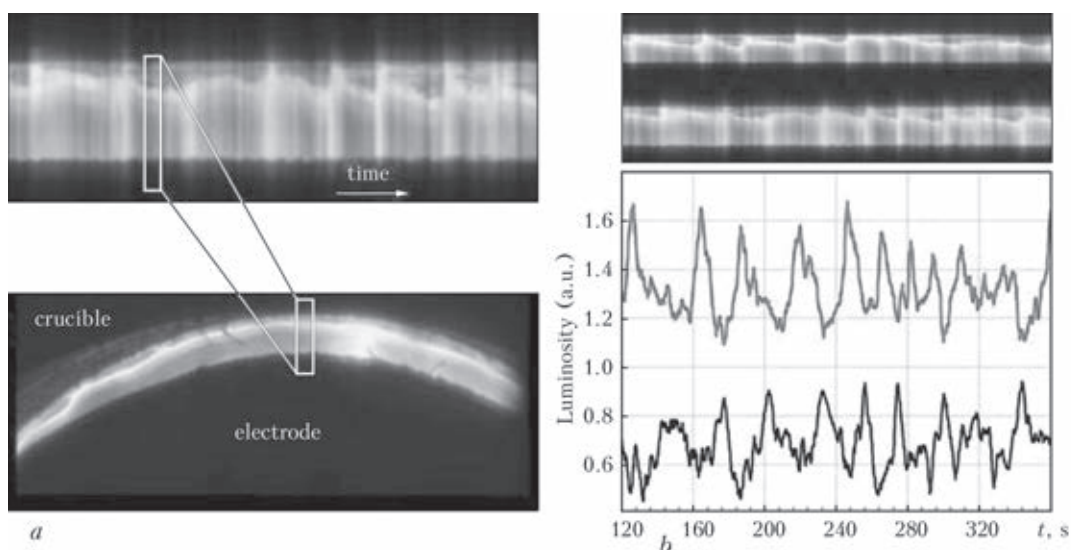 time
crucible
electrode
a
Luminosity (a.u.)
1.6
1.4
1.2
1.0
0.8
0.6
120 160 200 240 280 320 t, s
b